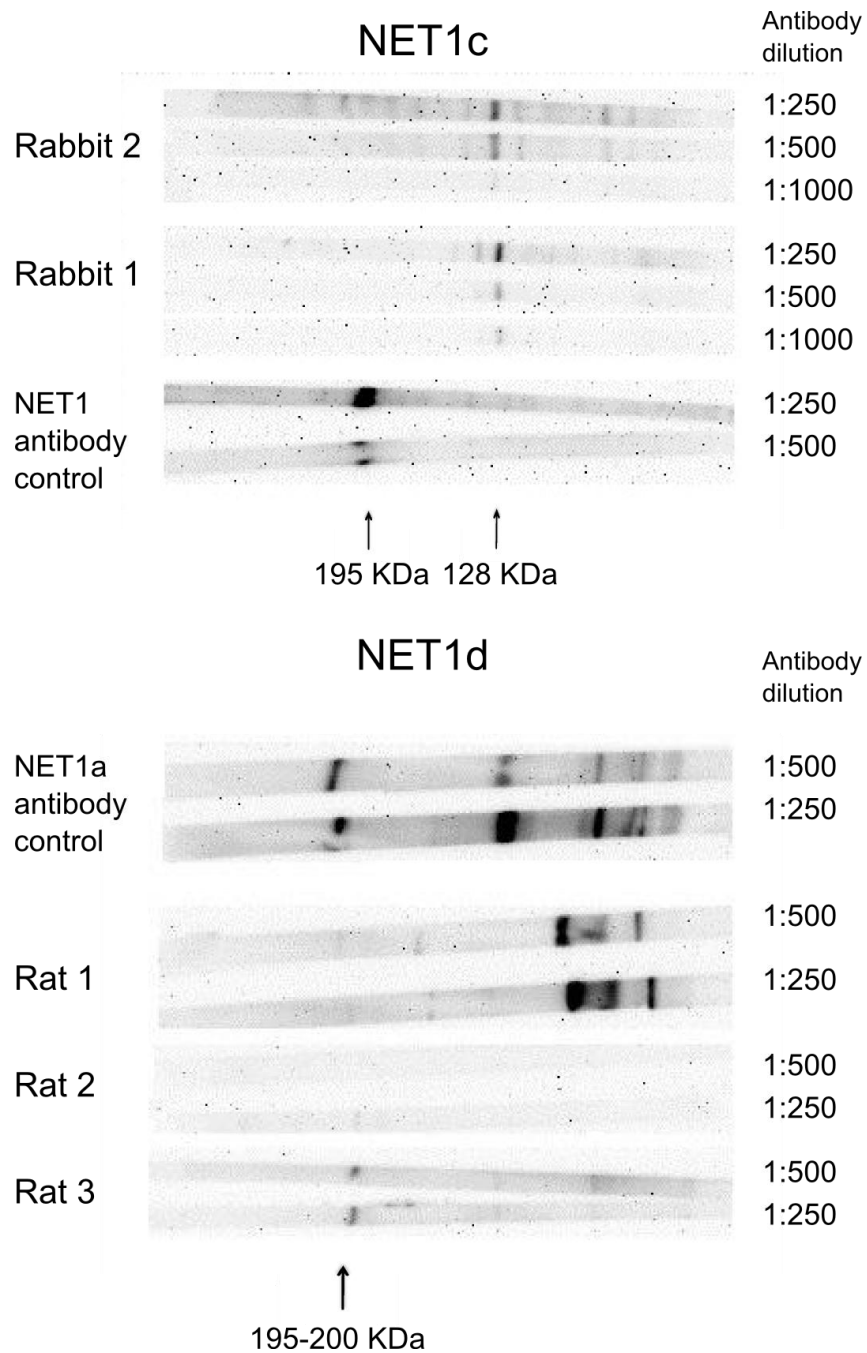 NET1c
Antibody
dilution
Rabbit 2
1:250
1:500
1:1000
Rabbit 1
1:250
1:500
1:1000
NET1
antibody
control
1:250
1:500
195 KDa
128 KDa
NET1d
Antibody
dilution
NET1a
antibody
control
1:500
1:250
Rat 1
1:500
1:250
Rat 2
1:500
1:250
Rat 3
1:500
1:250
195-200 KDa